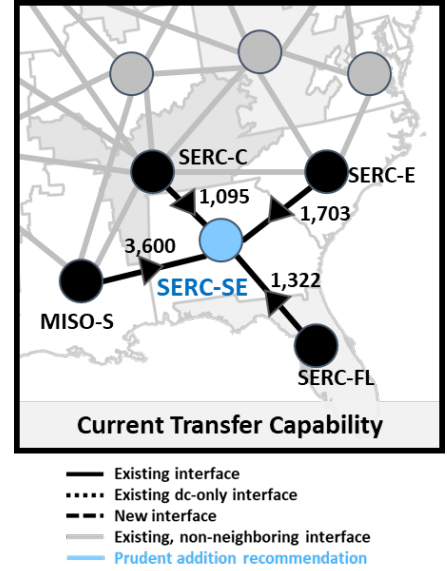 SERC-C
SERC-E
1,095
1,703
3,600
SERC-SE
1,322
MISO-S
SERC-FL
Current Transfer Capability
Existing interface
Existing dc-only interface
New interface
Existing, non-neighboring interface
Prudent addition recommendation